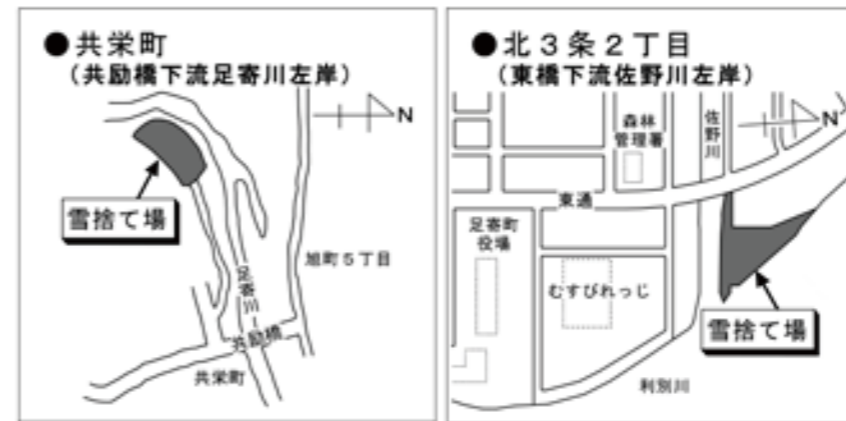 ●共栄町
（共励橋下流足寄川左岸）
N
雪捨て場
旭町５丁目
足寄川
共励橋
共栄町
●北３条２丁目
（東橋下流佐野川左岸）
佐野川
N
森林
管理署
東通
足寄町
役場
むすびれっじ
雪捨て場
利別川